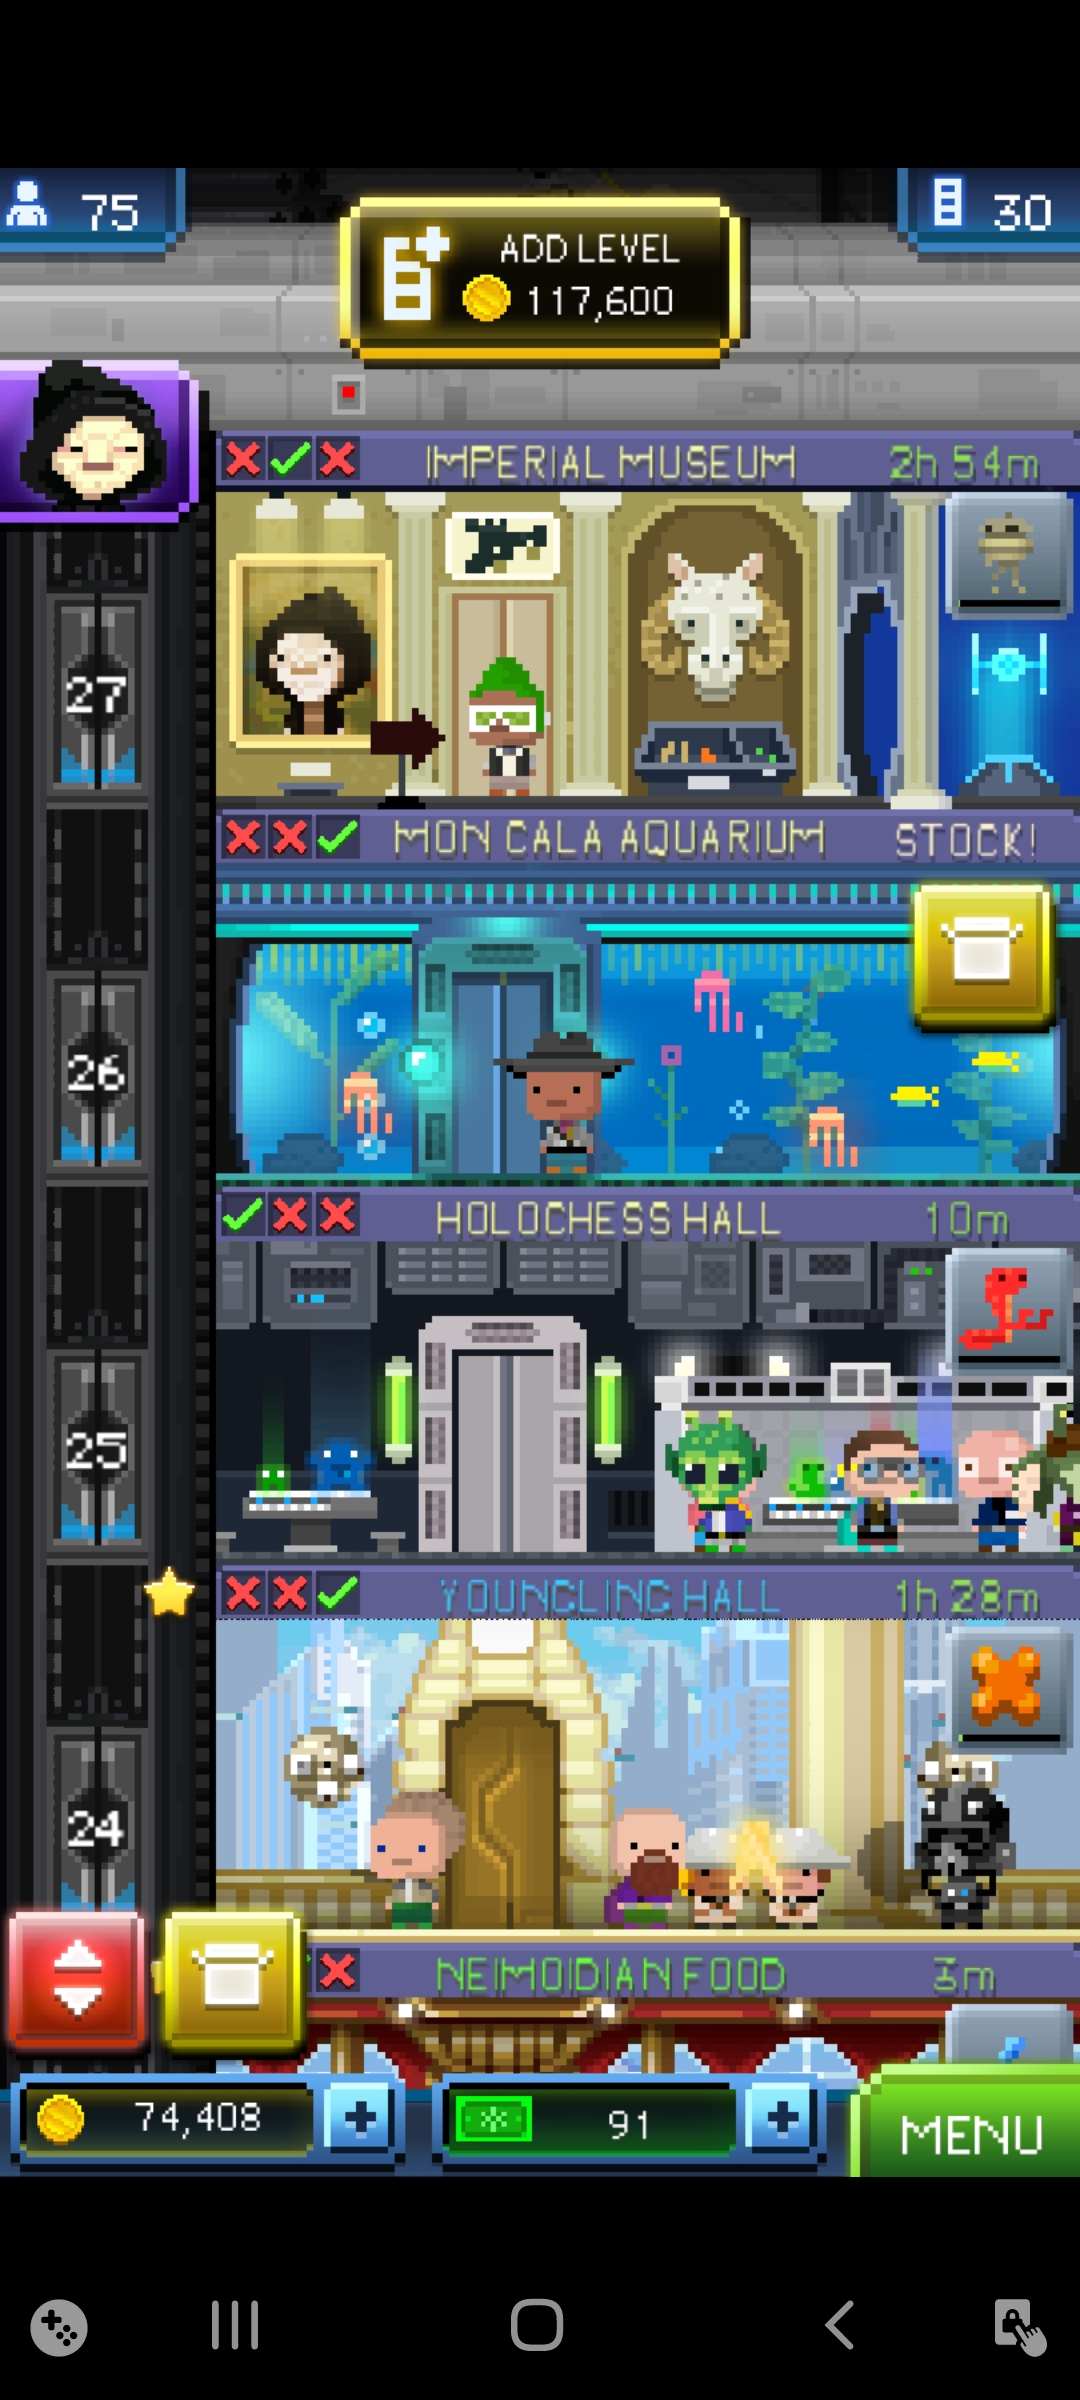 75
ADD LEVEL
117,600
30
IMPERIAL MUSEUM 2h 54m
27
MON CALA AQUARIUM STOCK!
26
HOLOCHESS HALL 10m
25
YOUNGLING HALL 1h 28m
24
NEIMOIDIAN FOOD 3m
74,408
91
MENU